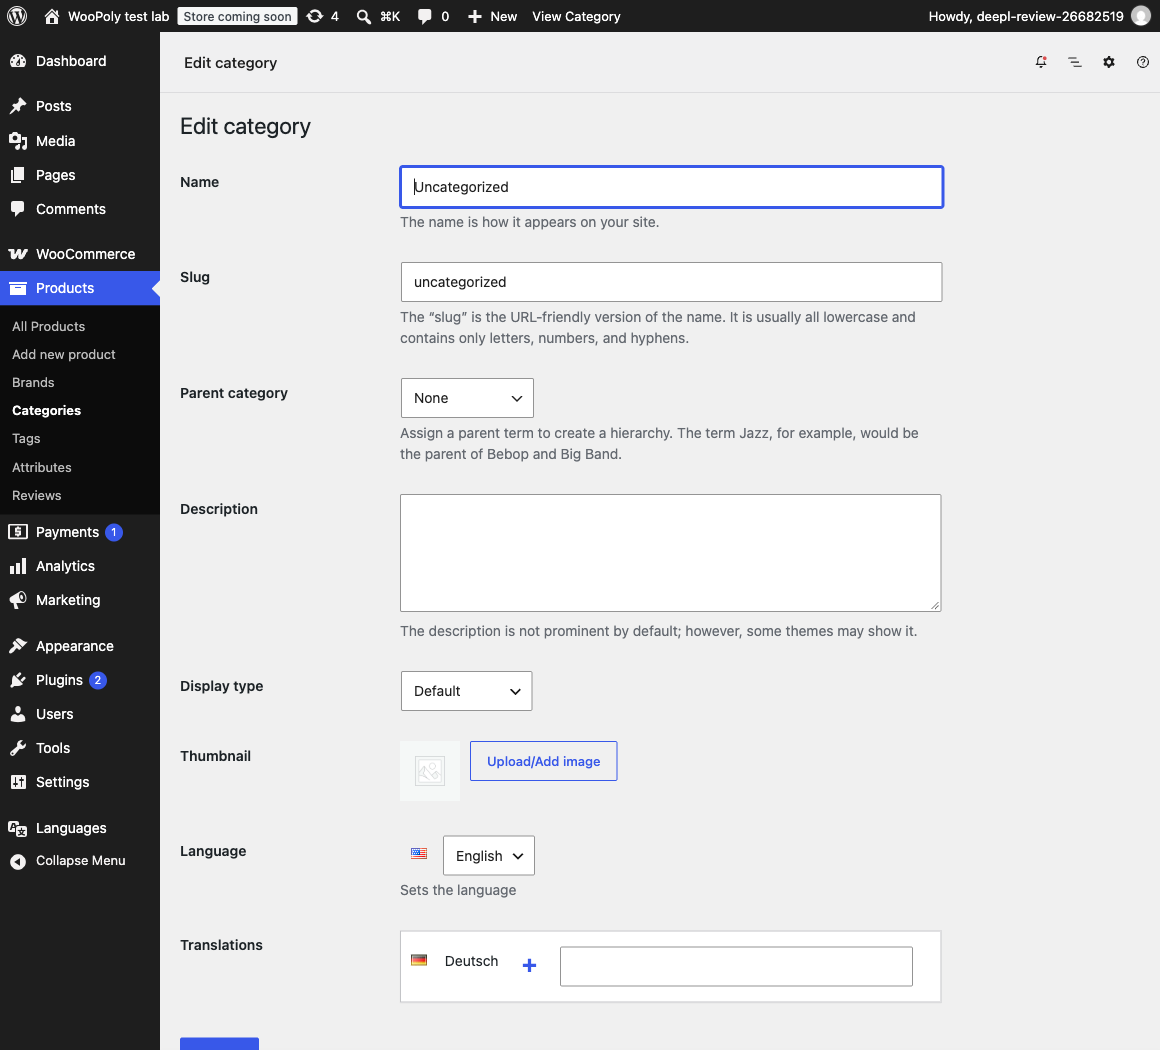 WooPoly test lab Store coming soon 4 ⌘K 0 New View Category Howdy, deepl-review-26682519
Dashboard
Posts
Media
Pages
Comments
WooCommerce
Products
All Products
Add new product
Brands
Categories
Tags
Attributes
Reviews
Payments 1
Analytics
Marketing
Appearance
Plugins 2
Users
Tools
Settings
Languages
Collapse Menu
Edit category
Edit category
Name
Uncategorized
The name is how it appears on your site.
Slug
uncategorized
The “slug” is the URL-friendly version of the name. It is usually all lowercase and
contains only letters, numbers, and hyphens.
Parent category
None
Assign a parent term to create a hierarchy. The term Jazz, for example, would be
the parent of Bebop and Big Band.
Description
The description is not prominent by default; however, some themes may show it.
Display type
Default
Thumbnail
Upload/Add image
Language
English
Sets the language
Translations
Deutsch